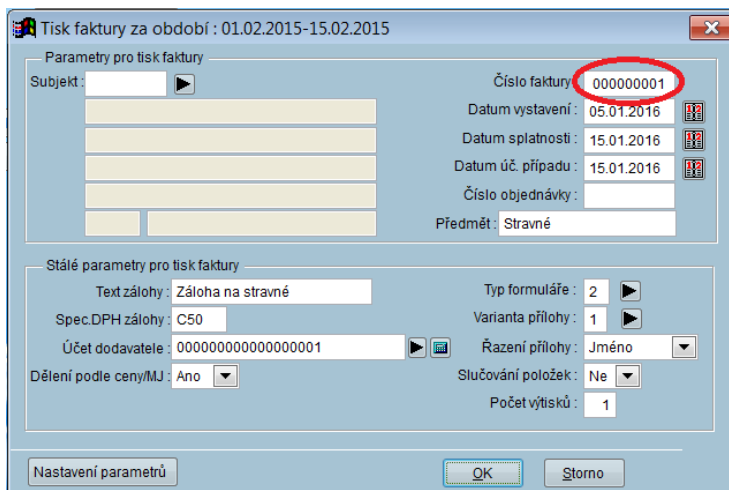 Tisk faktury za období : 01.02.2015-15.02.2015
Parametry pro tisk faktury
Subjekt :
Číslo faktury 000000001
Datum vystavení : 05.01.2016
Datum splatnosti : 15.01.2016
Datum úč. případu : 15.01.2016
Číslo objednávky :
Předmět : Stravné
Stálé parametry pro tisk faktury
Text zálohy : Záloha na stravné
Typ formuláře : 2
Spec.DPH zálohy : C50
Varianta přílohy : 1
Účet dodavatele : 000000000000000001
Řazení přílohy : Jméno
Dělení podle ceny/MJ : Ano
Slučování položek : Ne
Počet výtisků : 1
Nastavení parametrů
OK
Storno